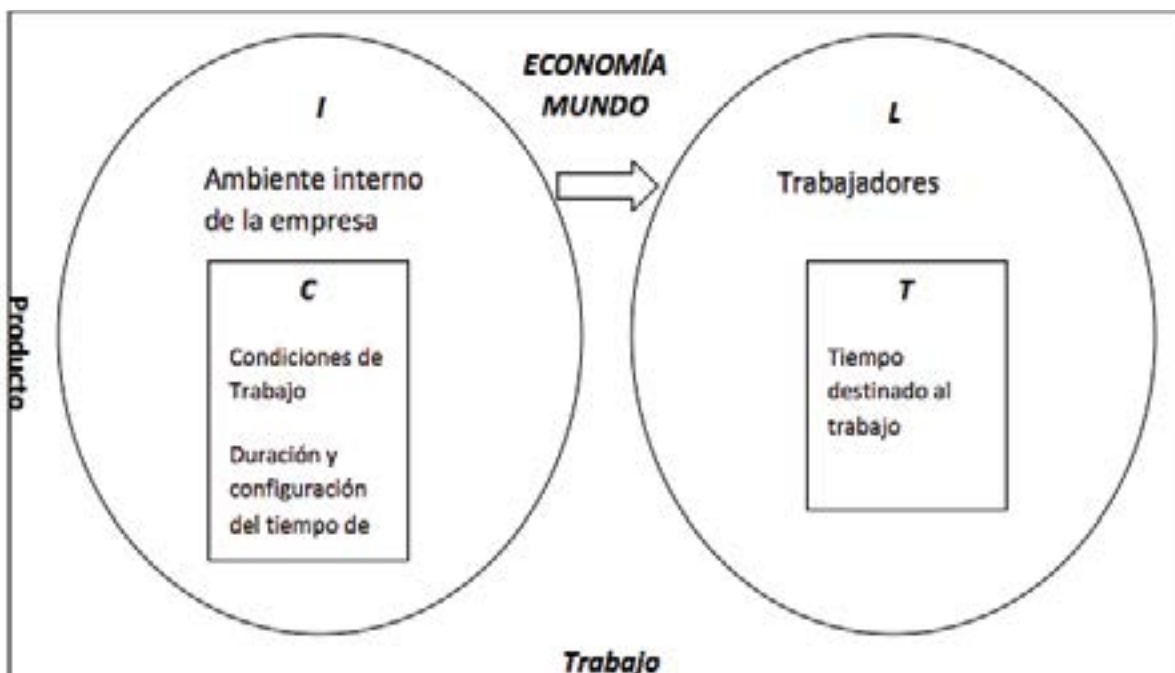 ECONOMÍA
MUNDO
I
Ambiente interno
de la empresa
C
Condiciones de
Trabajo
Duración y
configuración
del tiempo de
L
Trabajadores
T
Tiempo
destinado al
trabajo
Producto
Trabajo